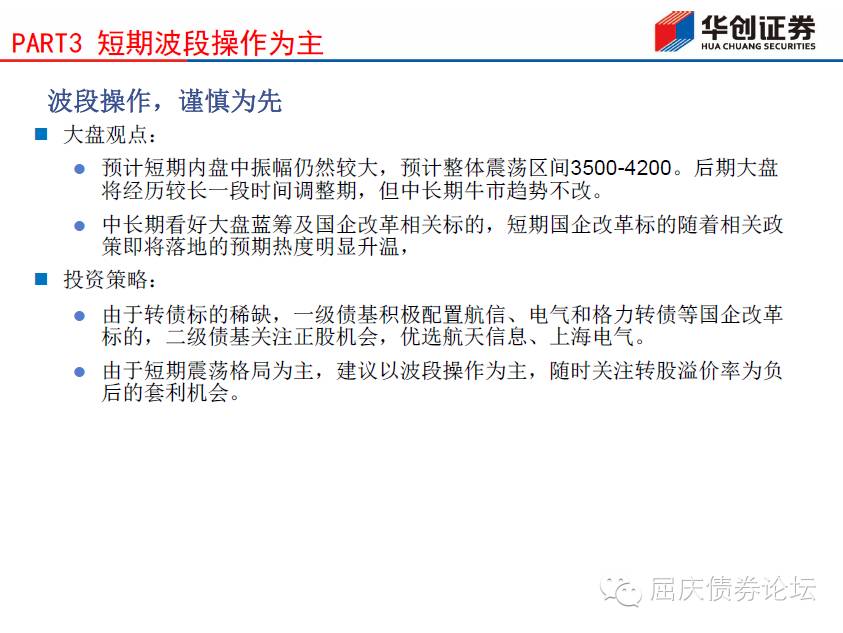 PART3 短期波段操作为主
华创证券
HUA CHUANG SECURITIES
波段操作，谨慎为先
大盘观点：
预计短期内盘中振幅仍然较大，预计整体震荡区间3500-4200。后期大盘
将经历较长一段时间调整期，但中长期牛市趋势不改。
中长期看好大盘蓝筹及国企改革相关标的，短期国企改革标的随着相关政
策即将落地的预期热度明显升温，
投资策略：
由于转债标的稀缺，一级债基积极配置航信、电气和格力转债等国企改革
标的，二级债基关注正股机会，优选航天信息、上海电气。
由于短期震荡格局为主，建议以波段操作为主，随时关注转股溢价率为负
后的套利机会。
屈庆债券论坛